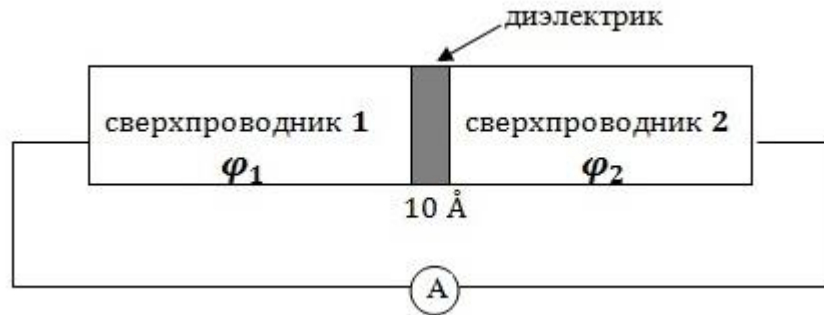 диэлектрик
сверхпроводник 1
φ₁
сверхпроводник 2
φ₂
10 Å
A